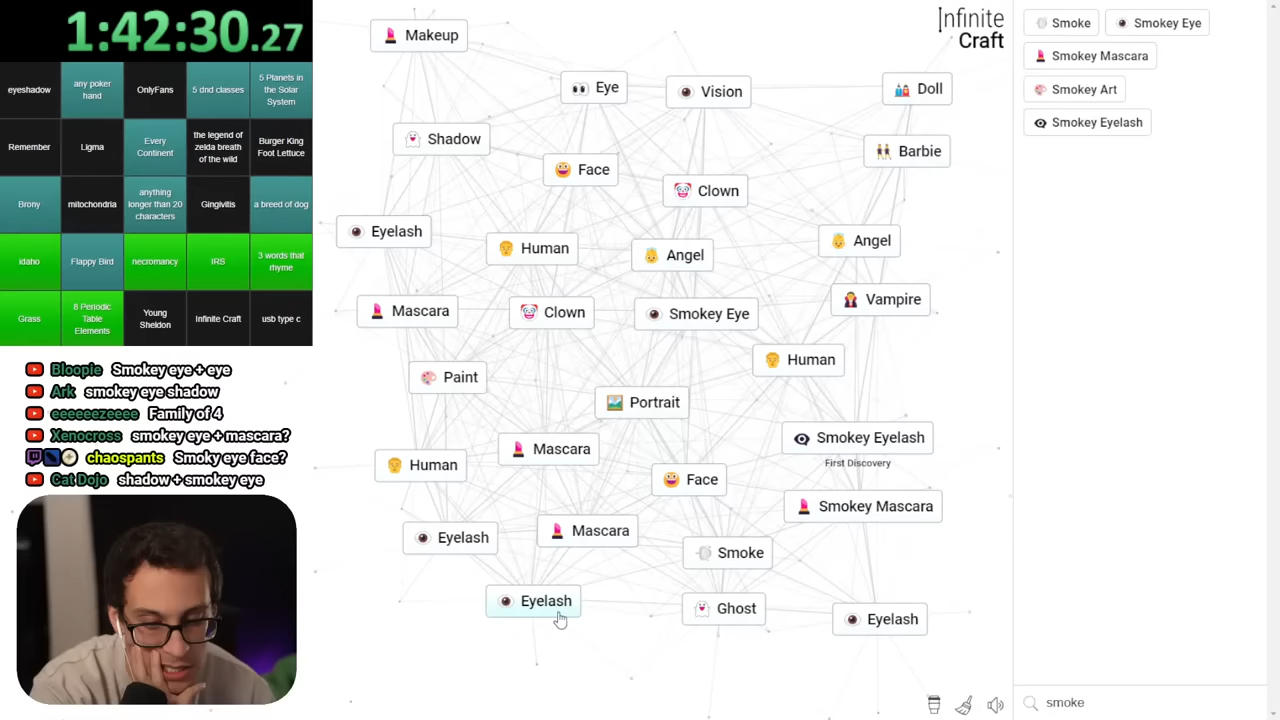 1:42:30.27
eyeshadow
any poker
hand
OnlyFans
5 dnd classes
5 Planets in
the Solar
System
Remember
Ligma
Every
Continent
the legend of
zelda breath
of the wild
Burger King
Foot Lettuce
Brony
mitochondria
anything
longer than 20
characters
Gingivitis
a breed of dog
idaho
Flappy Bird
necromancy
IRS
3 words that
rhyme
Grass
8 Periodic
Table
Elements
Young
Sheldon
Infinite Craft
usb type c
Bloopie Smokey eye + eye
Ark smokey eye shadow
eeeeeezeeee Family of 4
Xenocross smokey eye + mascara?
chaospants Smoky eye face?
Cat Dojo shadow + smokey eye
Makeup
Infinite
Craft
Eye
Vision
Doll
Shadow
Barbie
Face
Clown
Eyelash
Human
Angel
Angel
Mascara
Clown
Smokey Eye
Vampire
Human
Paint
Portrait
Mascara
Smokey Eyelash
First Discovery
Human
Face
Smokey Mascara
Eyelash
Mascara
Smoke
Eyelash
Ghost
Eyelash
Smoke
Smokey Eye
Smokey Mascara
Smokey Art
Smokey Eyelash
smoke